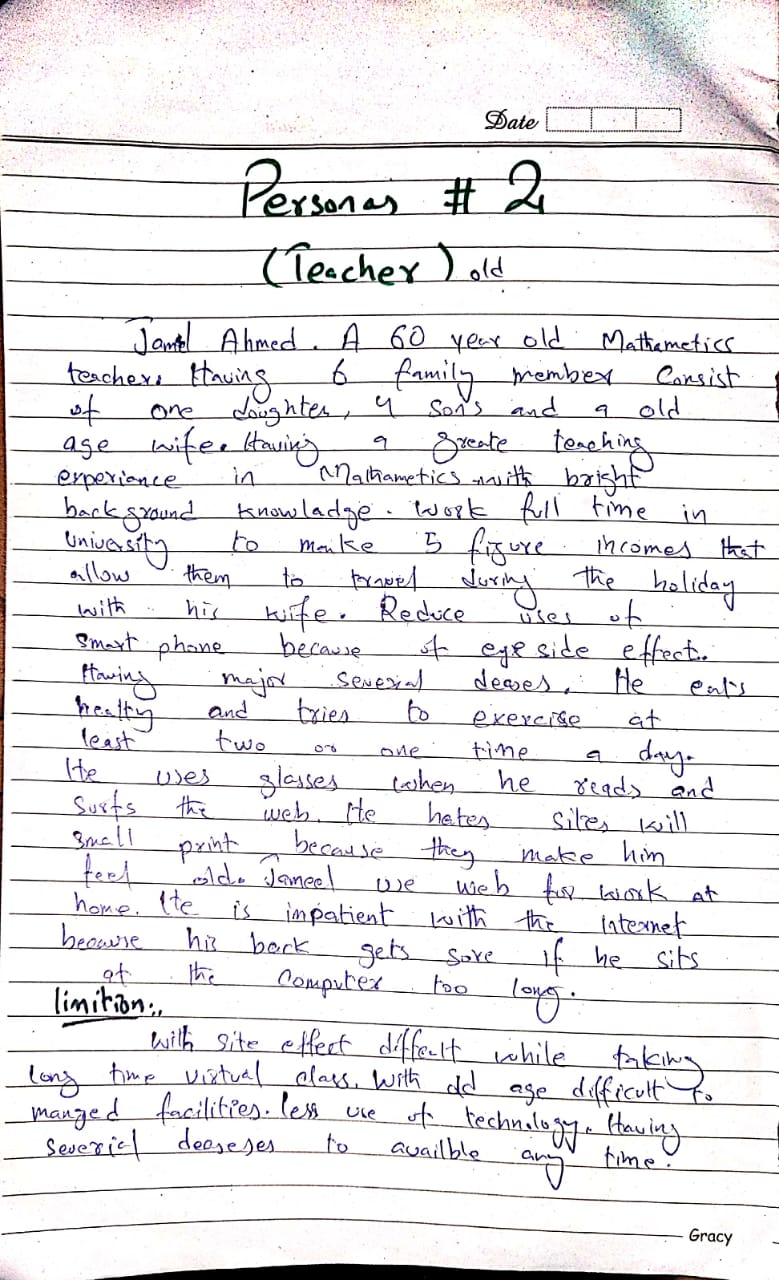 Date
Personas # 2
(Teacher) old
Jamil Ahmed. A 60 year old Mathametics
teacher. Having 6 family member Consist
of one doughter, 4 Son's and a old
age wife. Having a greate teaching
experiance in Mathametics with bright
background knowladge. Work full time in
University to make 5 figure incomes that
allow them to travel during the holiday
with his wife. Reduce uses of
Smart phone because of eye side effect.
Having major severial deases. He eats
healty and tries to exercise at
least two or one time a day.
He uses glasses when he reads and
Surfs the web. He hates sites will
small print because they make him
feel old. Jameel use web for work at
home. He is impatient with the internet
because his back gets sore if he sits
at the Computer too long.
limition:
With site effect difficult while taking
long time virtual class. With old age difficult to
manged facilities. less use of technology. Having
severial deaseses to availble any time.
Gracy